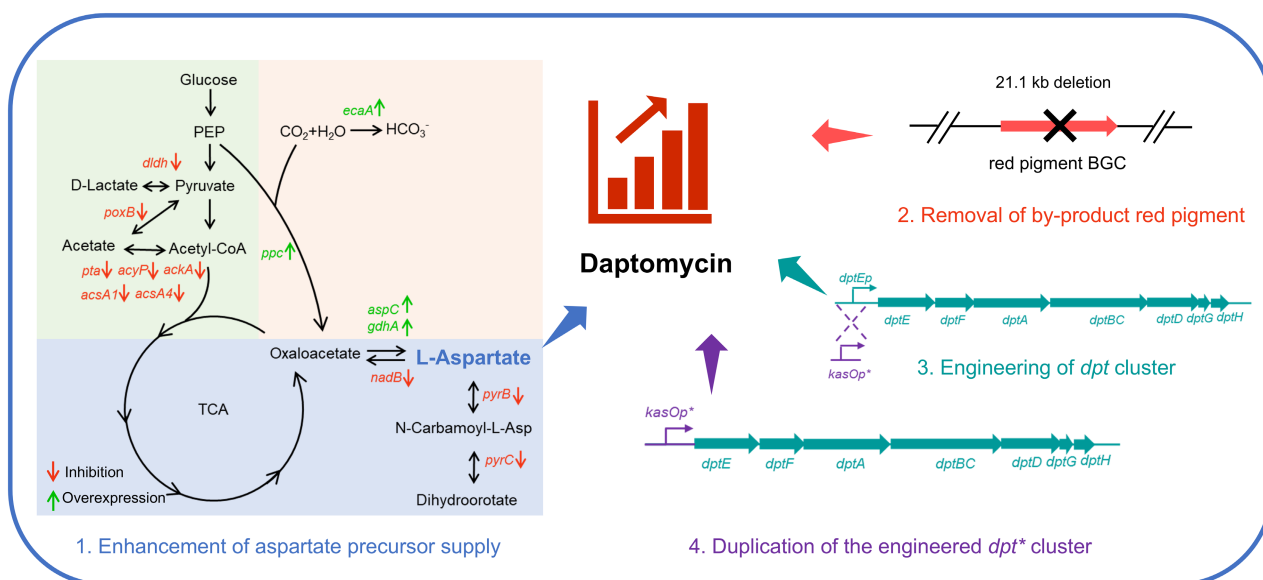 Glucose
PEP
ecaA
CO₂+H₂O
HCO₃⁻
dldh
D-Lactate
Pyruvate
poxB
Acetate
Acetyl-CoA
pta
acyP
ackA
acsA1
acsA4
ppc
aspC
gdhA
Oxaloacetate
L-Aspartate
nadB
pyrB
TCA
N-Carbamoyl-L-Asp
pyrC
Dihydroorotate
Inhibition
Overexpression
1. Enhancement of aspartate precursor supply
Daptomycin
21.1 kb deletion
red pigment BGC
2. Removal of by-product red pigment
dptEp
dptE
dptF
dptA
dptBC
dptD
dptG
dptH
kasOp*
3. Engineering of dpt cluster
kasOp*
dptE
dptF
dptA
dptBC
dptD
dptG
dptH
4. Duplication of the engineered dpt* cluster